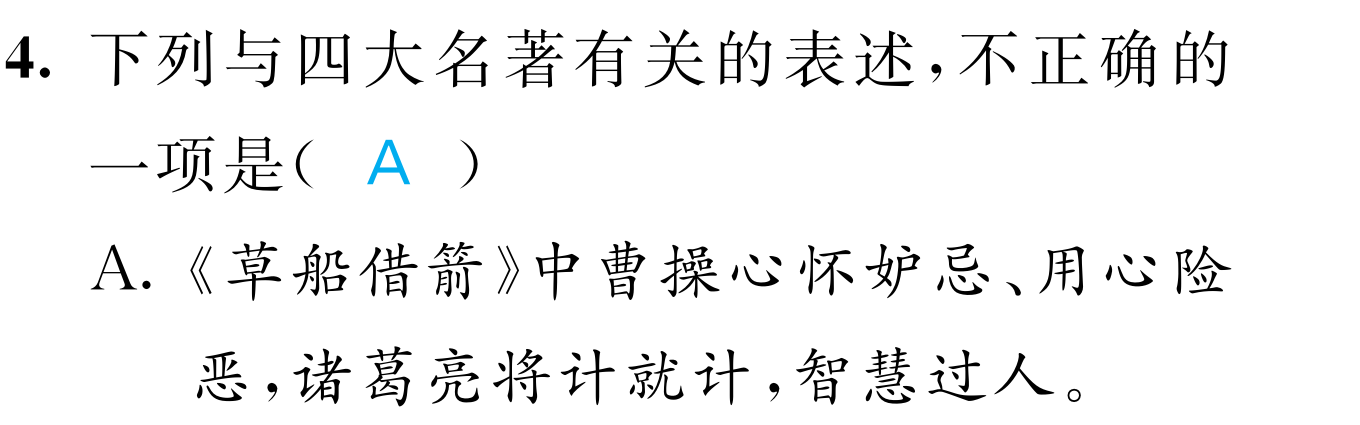 4. 下列与四大名著有关的表述,不正确的
一项是( A )
A.《草船借箭》中曹操心怀妒忌、用心险
恶,诸葛亮将计就计,智慧过人。